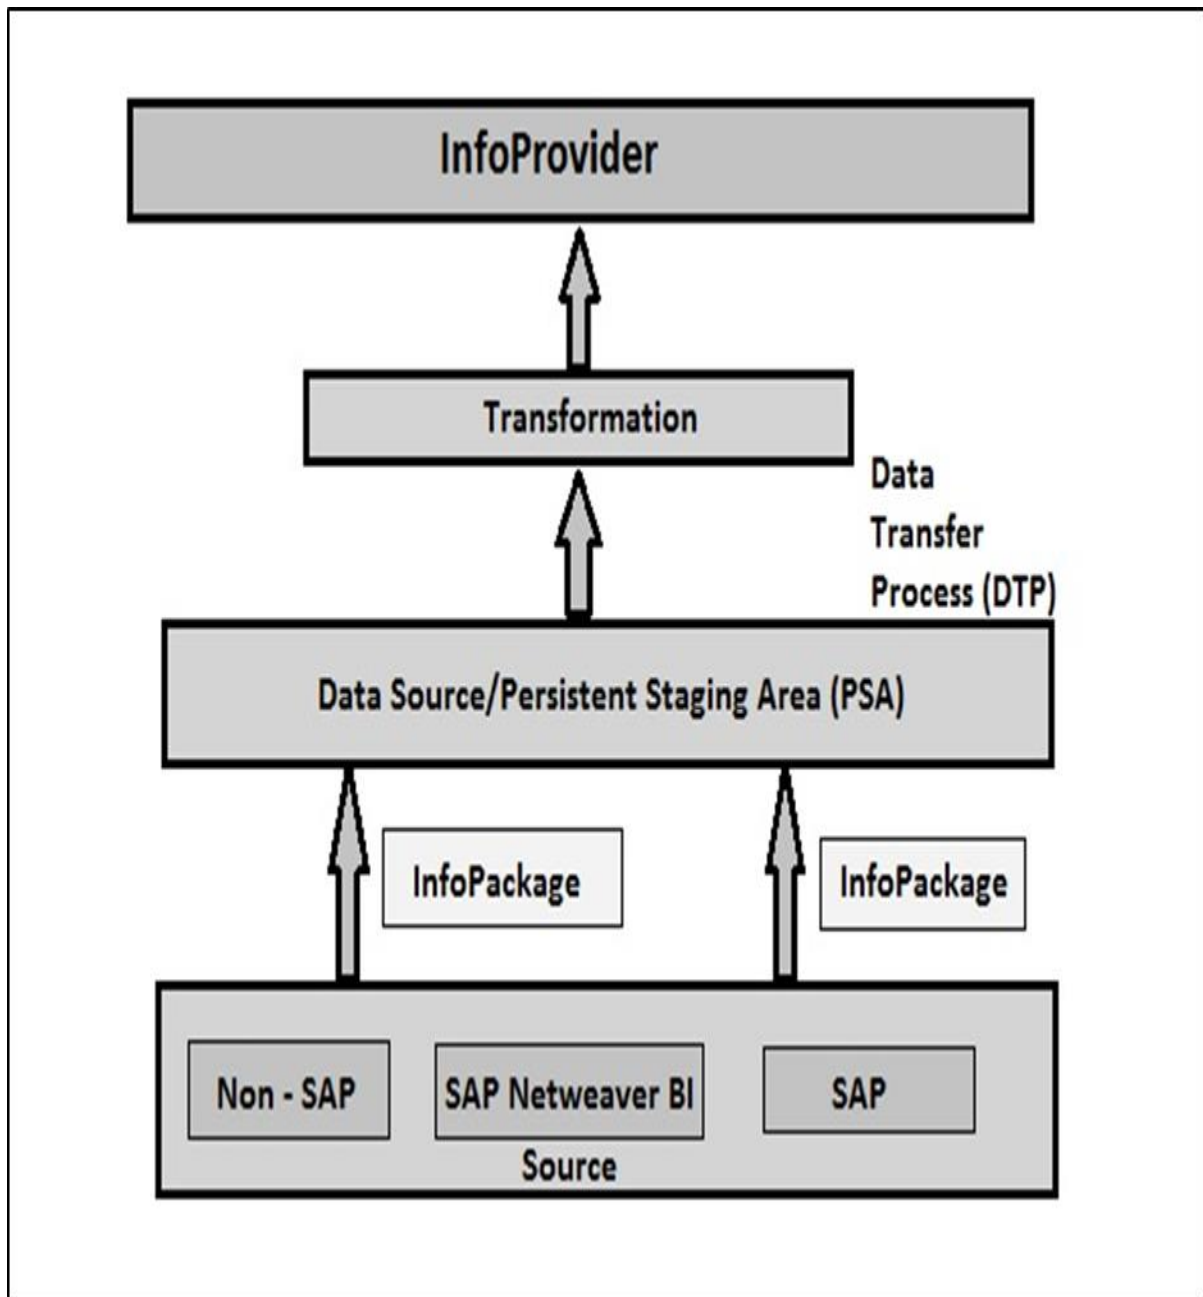 InfoProvider
Transformation
Data
Transfer
Process (DTP)
Data Source/Persistent Staging Area (PSA)
InfoPackage
InfoPackage
Non - SAP
SAP Netweaver BI
SAP
Source